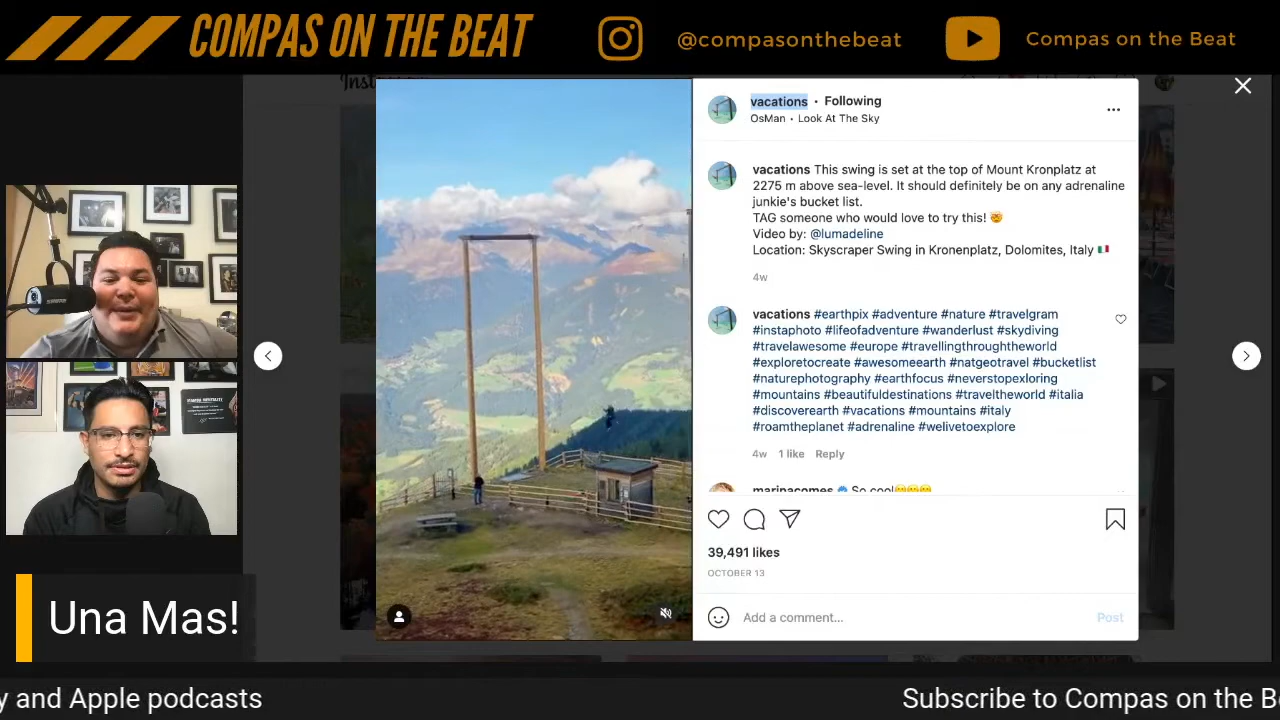 COMPAS ON THE BEAT
@compasonthebeat
Compas on the Beat
vacations • Following
OsMan • Look At The Sky
vacations This swing is set at the top of Mount Kronplatz at
2275 m above sea-level. It should definitely be on any adrenaline
junkie's bucket list.
TAG someone who would love to try this! 🤯
Video by: @lumadeline
Location: Skyscraper Swing in Kronenplatz, Dolomites, Italy 🇮🇹
4w
vacations #earthpix #adventure #nature #travelgram
#instaphoto #lifeofadventure #wanderlust #skydiving
#travelawesome #europe #travellingthroughtheworld
#exploretocreate #awesomeearth #natgeotravel #bucketlist
#naturephotography #earthfocus #neverstopexloring
#mountains #beautifuldestinations #traveltheworld #italia
#discoverearth #vacations #mountains #italy
#roamtheplanet #adrenaline #welivetoexplore
4w 1 like Reply
marinacomes So cool
39,491 likes
OCTOBER 13
Add a comment... Post
Una Mas!
y and Apple podcasts
Subscribe to Compas on the Be